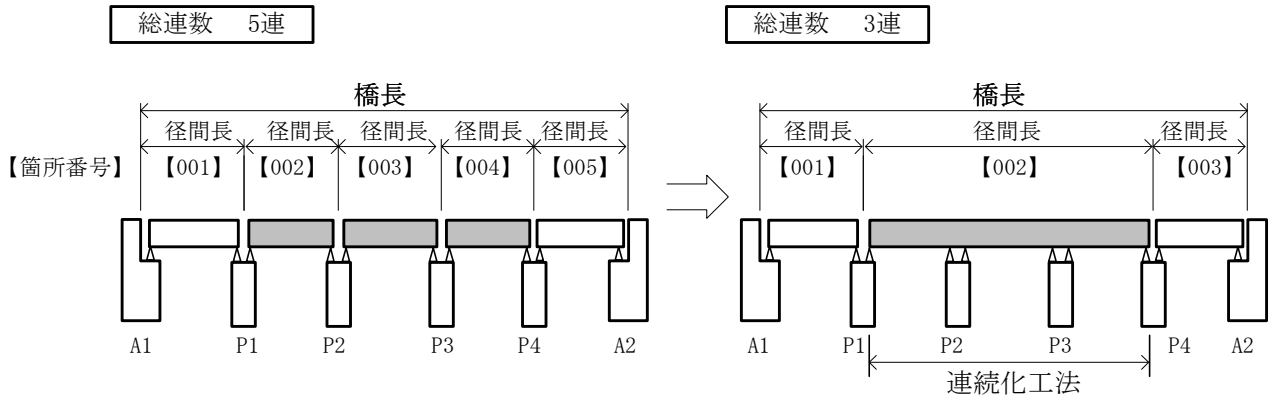 総連数 5連
総連数 3連
橋長
橋長
径間長 径間長 径間長 径間長 径間長
径間長 径間長 径間長
【箇所番号】 【001】 【002】 【003】 【004】 【005】
【001】 【002】 【003】
A1 P1 P2 P3 P4 A2
A1 P1 P2 P3 P4 A2
連続化工法